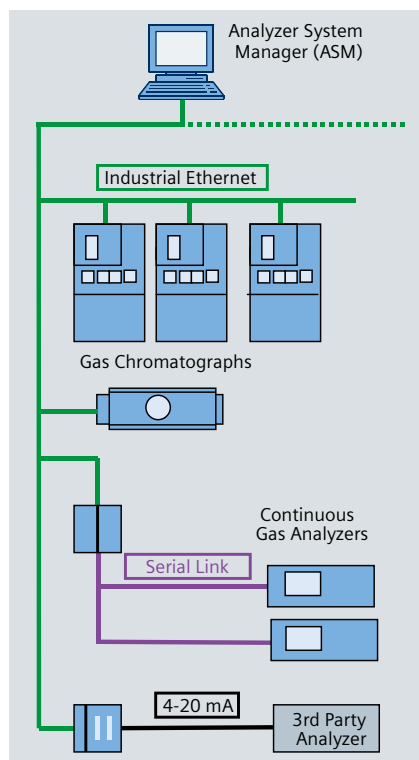 Analyzer System
Manager (ASM)
Industrial Ethernet
Gas Chromatographs
Continuous
Gas Analyzers
Serial Link
4-20 mA
3rd Party
Analyzer